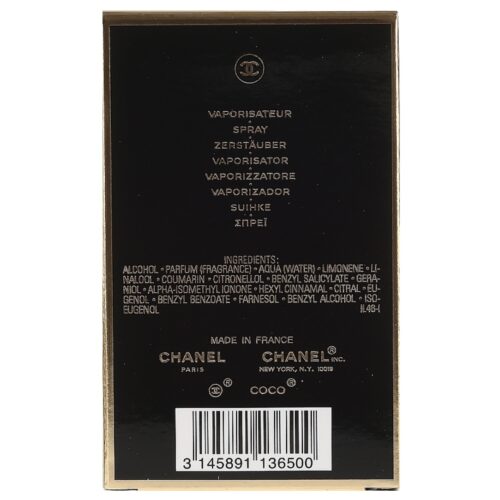 VAPORISATEUR
SPRAY
ZERSTÄUBER
VAPORISATOR
VAPORIZZATORE
VAPORIZADOR
SUIHKE
ΣΠΡΕΪ
INGREDIENTS:
ALCOHOL • PARFUM (FRAGRANCE) • AQUA (WATER) • LIMONENE • LI-
NALOOL • COUMARIN • CITRONELLOL • BENZYL SALICYLATE • GERA-
NIOL • ALPHA-ISOMETHYL IONONE • HEXYL CINNAMAL • CITRAL • EU-
GENOL • BENZYL BENZOATE • FARNESOL • BENZYL ALCOHOL • ISO-
EUGENOL IL46-I
MADE IN FRANCE
CHANEL CHANEL INC.
PARIS NEW YORK, N.Y. 10019
® COCO®
3 145891 136500